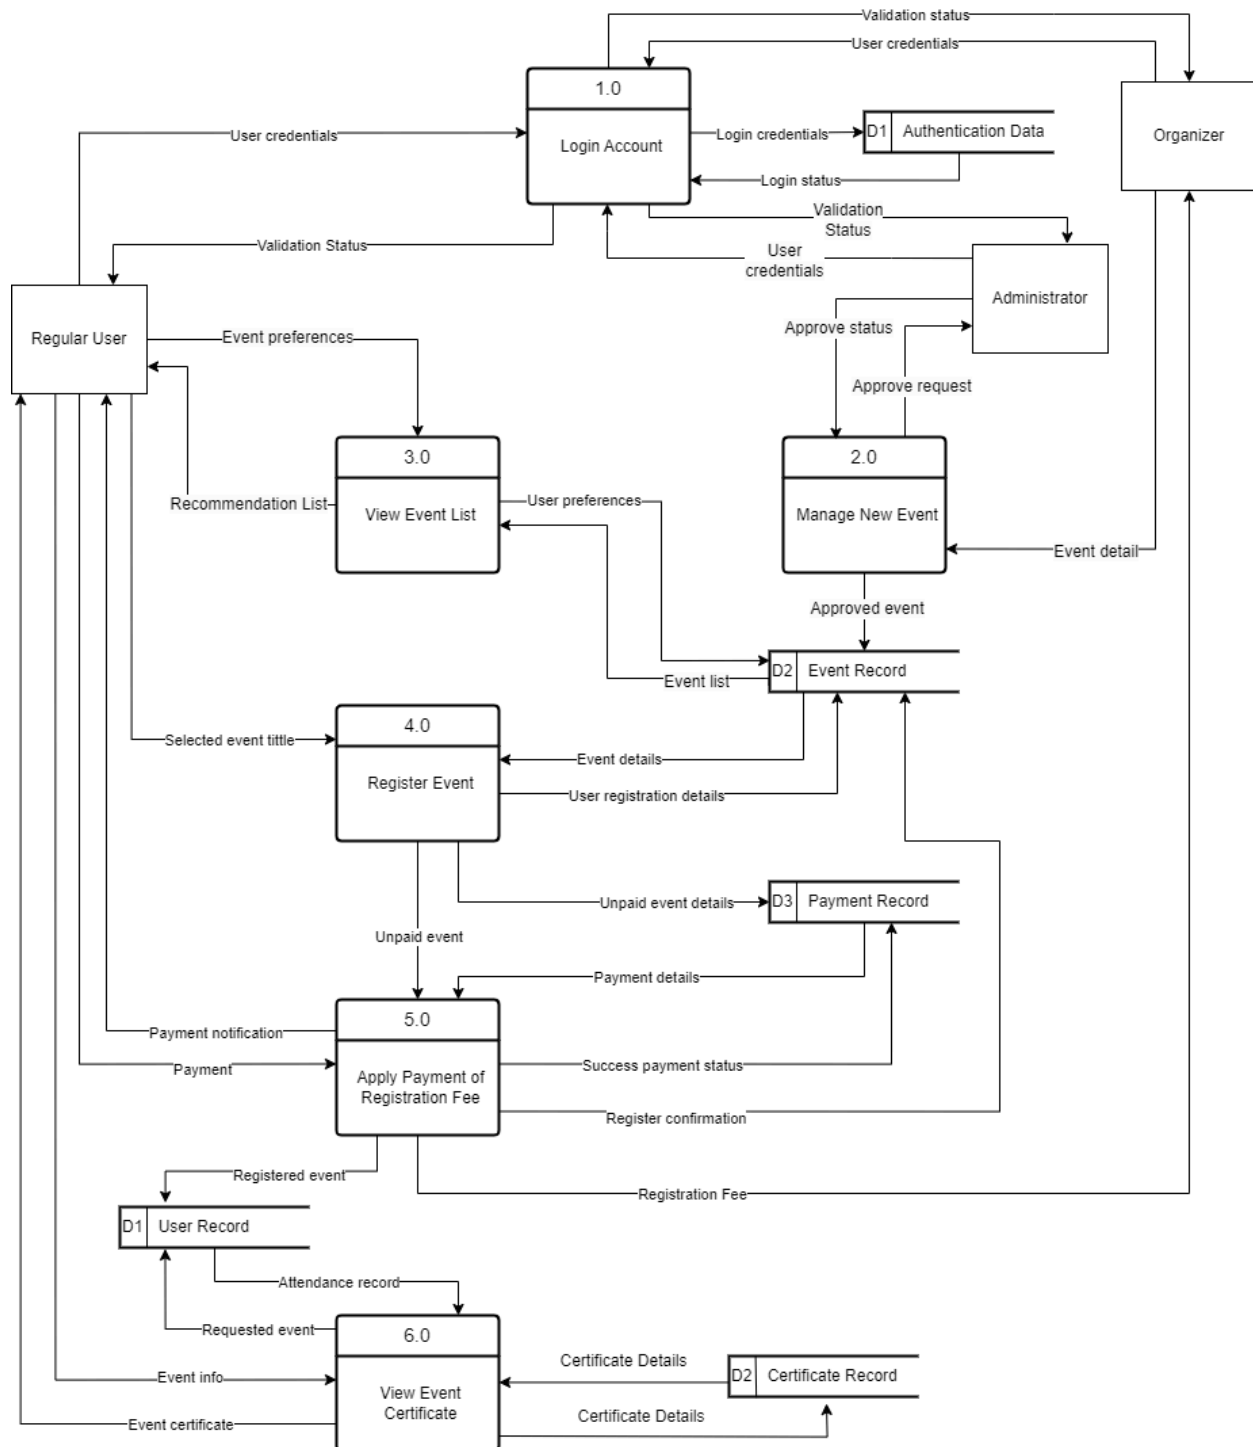 Validation status
User credentials
1.0
User credentials
Login Account
Login credentials
D1
Authentication Data
Organizer
Login status
Validation Status
Validation
Status
User
credentials
Administrator
Regular User
Event preferences
Approve status
Approve request
3.0
2.0
Recommendation List
View Event List
User preferences
Manage New Event
Event detail
Approved event
D2
Event Record
Event list
4.0
Selected event tittle
Event details
Register Event
User registration details
Unpaid event details
D3
Payment Record
Unpaid event
Payment details
5.0
Payment notification
Payment
Apply Payment of
Registration Fee
Success payment status
Register confirmation
Registered event
Registration Fee
D1
User Record
Attendance record
Requested event
6.0
Certificate Details
D2
Certificate Record
Event info
View Event
Certificate
Event certificate
Certificate Details